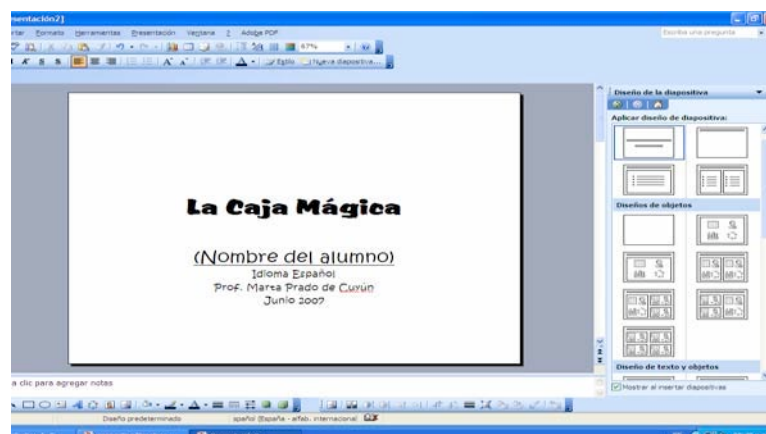 esentación2]
rtar Formato Herramientas Presentación Ventana ? Adobe PDF
Escriba una pregunta
67%
N K S S Estilo Nueva diapositiva...
Diseño de la diapositiva
Aplicar diseño de diapositiva:
La Caja Mágica
(Nombre del alumno)
Idioma Español
Prof. Marta Prado de Cuyún
Junio 2007
Diseños de objetos
Diseño de texto y objetos
Mostrar al insertar diapositivas
a clic para agregar notas
Diseño predeterminado español (España - alfab. internacional)